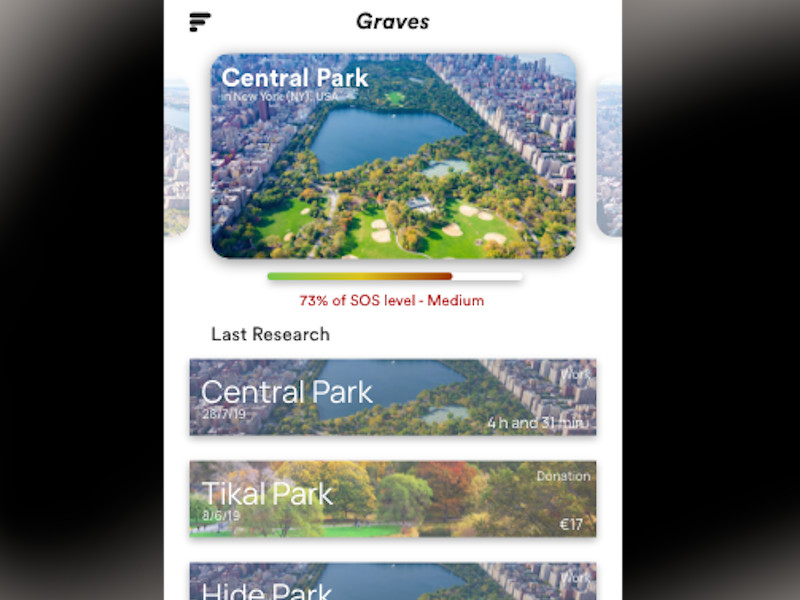 Graves
Central Park
in New York (NY), USA
73% of SOS level - Medium
Last Research
Work
Central Park
28/7/19
4 h and 31 min
Donation
Tikal Park
8/6/19
€17
Work
Hide Park